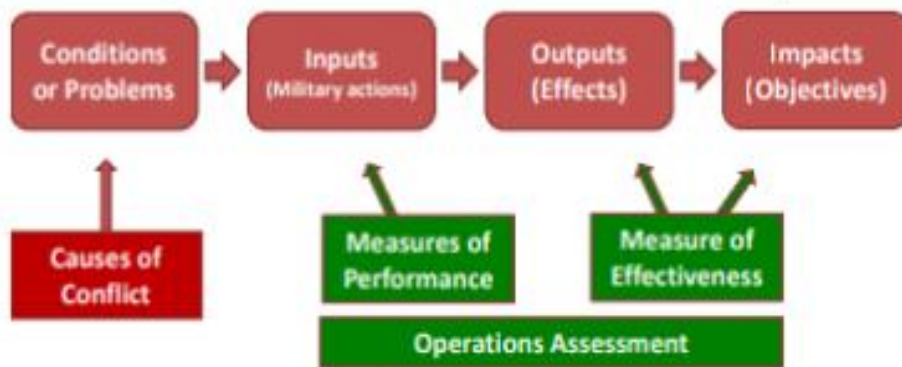 Conditions
or Problems
Inputs
(Military actions)
Outputs
(Effects)
Impacts
(Objectives)
Causes of
Conflict
Measures of
Performance
Measure of
Effectiveness
Operations Assessment